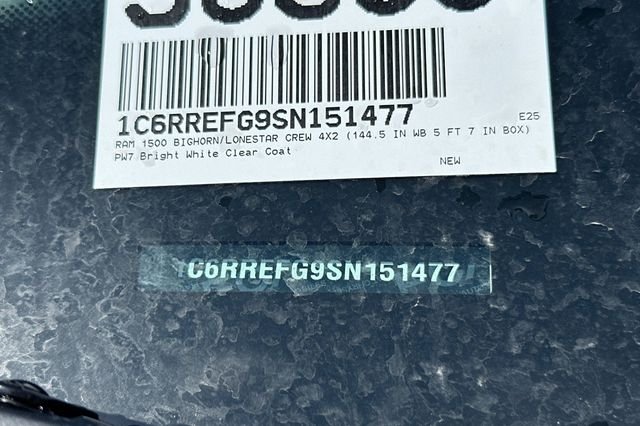 1C6RREFG9SN151477
E25
RAM 1500 BIGHORN/LONESTAR CREW 4X2 (144.5 IN WB 5 FT 7 IN BOX)
PW7 Bright White Clear Coat
NEW
1C6RREFG9SN151477